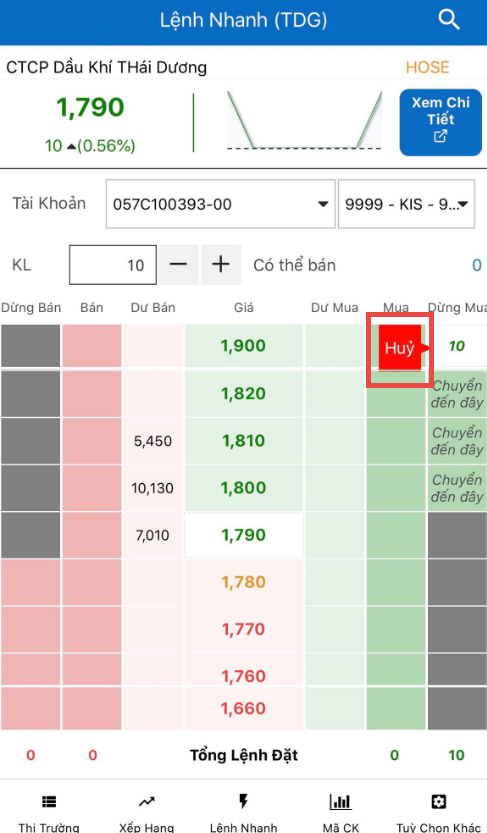 Lệnh Nhanh (TDG)
CTCP Dầu Khí THái Dương HOSE
1,790
10 (0.56%)
Xem Chi
Tiết
Tài Khoản 057C100393-00 9999 - KIS - 9...
KL 10 Có thể bán 0
Dừng Bán Bán Dư Bán Giá Dư Mua Mua Dừng Mua
1,900 Huỷ 10
1,820 Chuyển
đến đây
5,450 1,810 Chuyển
đến đây
10,130 1,800 Chuyển
đến đây
7,010 1,790
1,780
1,770
1,760
1,660
0 0 Tổng Lệnh Đặt 0 10
Thị Trường Xếp Hạng Lệnh Nhanh Mã CK Tuỳ Chọn Khác